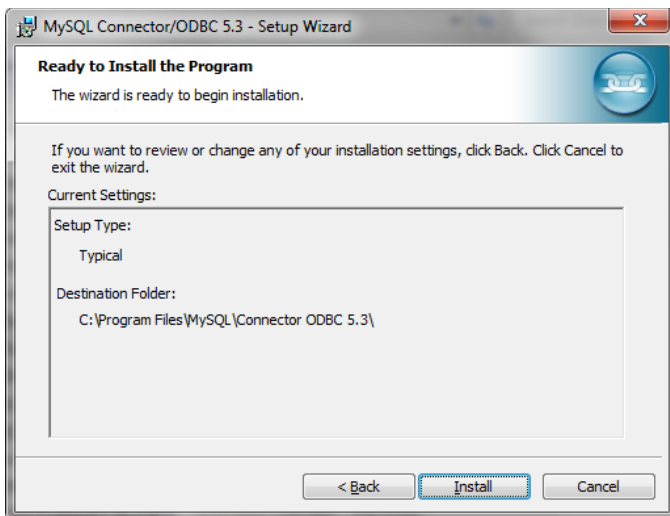 MySQL Connector/ODBC 5.3 - Setup Wizard
Ready to Install the Program
The wizard is ready to begin installation.
If you want to review or change any of your installation settings, click Back. Click Cancel to
exit the wizard.
Current Settings:
Setup Type:
Typical
Destination Folder:
C:\Program Files\MySQL\Connector ODBC 5.3\
< Back
Install
Cancel